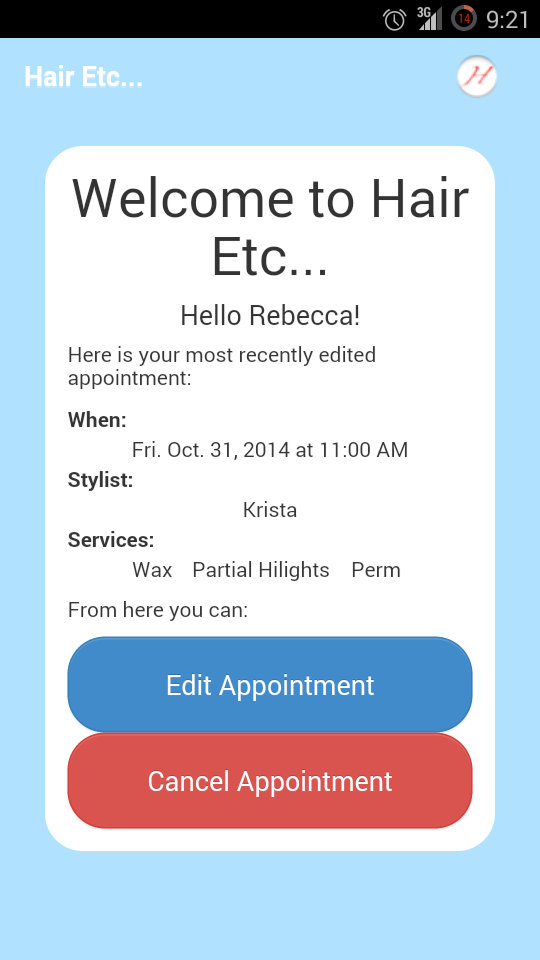 3G 14 9:21
Hair Etc... H
Welcome to Hair
Etc...
Hello Rebecca!
Here is your most recently edited
appointment:
When:
Fri. Oct. 31, 2014 at 11:00 AM
Stylist:
Krista
Services:
Wax Partial Hilights Perm
From here you can:
Edit Appointment
Cancel Appointment